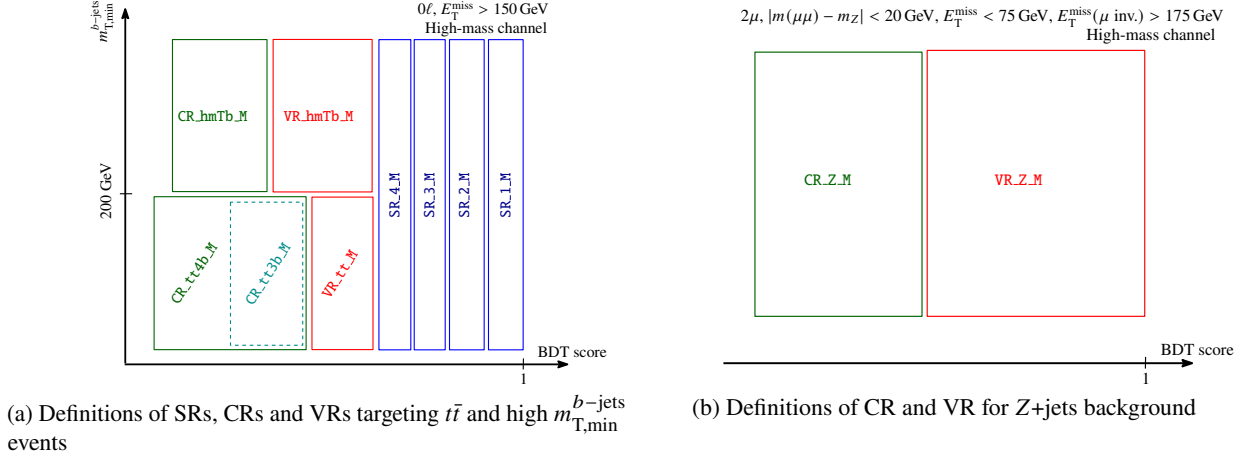 m_{T,min}^{b-jets}
0ℓ, E_T^{miss} > 150 GeV
High-mass channel
CR_hmTb_M
VR_hmTb_M
200 GeV
CR_tt4b_M
CR_tt3b_M
VR_tt_M
SR_4_M
SR_3_M
SR_2_M
SR_1_M
BDT score
1
(a) Definitions of SRs, CRs and VRs targeting tt̄ and high m_{T,min}^{b−jets}
events
2μ, |m(μμ) − m_Z| < 20 GeV, E_T^{miss} < 75 GeV, E_T^{miss}(μ inv.) > 175 GeV
High-mass channel
CR_Z_M
VR_Z_M
BDT score
1
(b) Definitions of CR and VR for Z+jets background